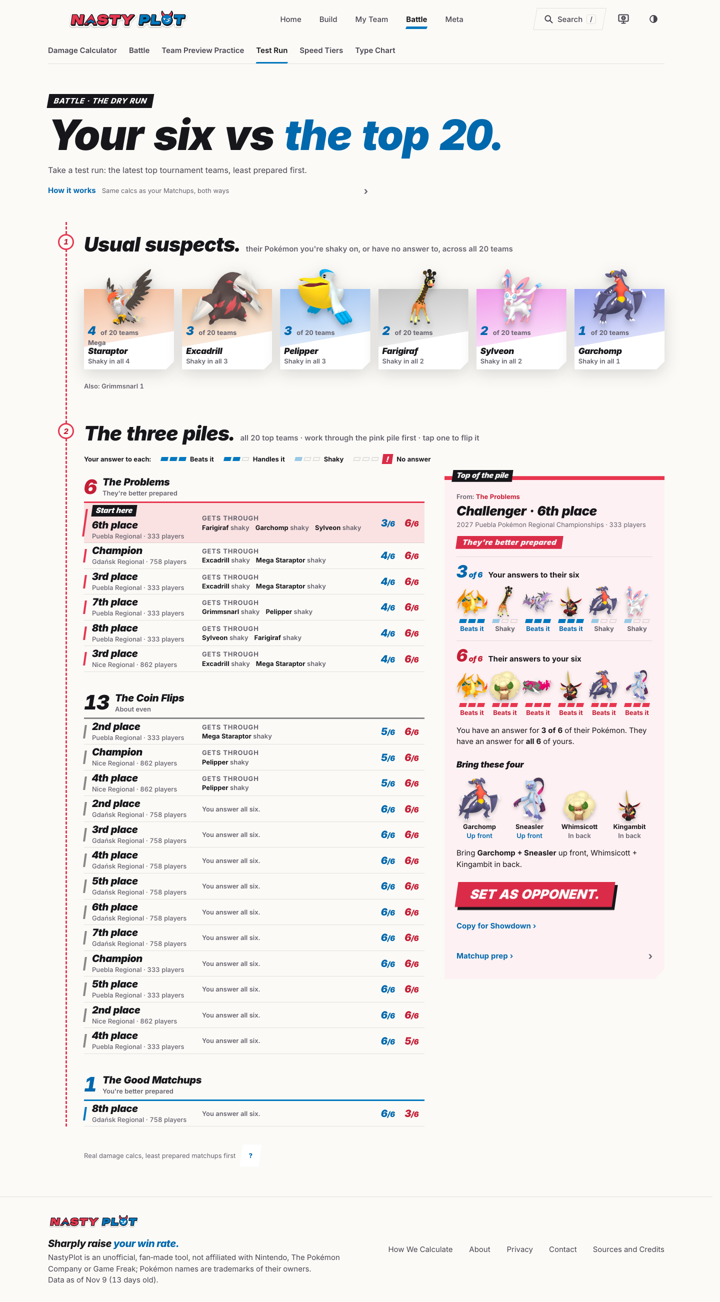 NASTY PLOT
Home
Build
My Team
Battle
Meta
Search /
Damage Calculator
Battle
Team Preview Practice
Test Run
Speed Tiers
Type Chart
BATTLE · THE DRY RUN
Your six vs the top 20.
Take a test run: the latest top tournament teams, least prepared first.
How it works Same calcs as your Matchups, both ways ›
1
Usual suspects. their Pokémon you're shaky on, or have no answer to, across all 20 teams
4 of 20 teams
Mega
Staraptor
Shaky in all 4
3 of 20 teams
Excadrill
Shaky in all 3
3 of 20 teams
Pelipper
Shaky in all 3
2 of 20 teams
Farigiraf
Shaky in all 2
2 of 20 teams
Sylveon
Shaky in all 2
1 of 20 teams
Garchomp
Shaky in all 1
Also: Grimmsnarl 1
2
The three piles. all 20 top teams · work through the pink pile first · tap one to flip it
Your answer to each: Beats it Handles it Shaky ! No answer
6 The Problems
They're better prepared
Start here
6th place
Puebla Regional · 333 players
GETS THROUGH
Farigiraf shaky Garchomp shaky Sylveon shaky
3/6 6/6
Champion
Gdańsk Regional · 758 players
GETS THROUGH
Excadrill shaky Mega Staraptor shaky
4/6 6/6
3rd place
Puebla Regional · 333 players
GETS THROUGH
Excadrill shaky Mega Staraptor shaky
4/6 6/6
7th place
Puebla Regional · 333 players
GETS THROUGH
Grimmsnarl shaky Pelipper shaky
4/6 6/6
8th place
Puebla Regional · 333 players
GETS THROUGH
Sylveon shaky Farigiraf shaky
4/6 6/6
3rd place
Nice Regional · 862 players
GETS THROUGH
Excadrill shaky Mega Staraptor shaky
4/6 6/6
13 The Coin Flips
About even
2nd place
Puebla Regional · 333 players
GETS THROUGH
Mega Staraptor shaky
5/6 6/6
Champion
Nice Regional · 862 players
GETS THROUGH
Pelipper shaky
5/6 6/6
4th place
Nice Regional · 862 players
GETS THROUGH
Pelipper shaky
5/6 6/6
2nd place
Gdańsk Regional · 758 players
You answer all six.
6/6 6/6
3rd place
Gdańsk Regional · 758 players
You answer all six.
6/6 6/6
4th place
Gdańsk Regional · 758 players
You answer all six.
6/6 6/6
5th place
Gdańsk Regional · 758 players
You answer all six.
6/6 6/6
6th place
Gdańsk Regional · 758 players
You answer all six.
6/6 6/6
7th place
Gdańsk Regional · 758 players
You answer all six.
6/6 6/6
Champion
Puebla Regional · 333 players
You answer all six.
6/6 6/6
5th place
Puebla Regional · 333 players
You answer all six.
6/6 6/6
2nd place
Nice Regional · 862 players
You answer all six.
6/6 6/6
4th place
Puebla Regional · 333 players
You answer all six.
6/6 5/6
1 The Good Matchups
You're better prepared
8th place
Gdańsk Regional · 758 players
You answer all six.
6/6 3/6
Real damage calcs, least prepared matchups first ?
Top of the pile
From: The Problems
Challenger · 6th place
2027 Puebla Pokémon Regional Championships · 333 players
They're better prepared
3 of 6 Your answers to their six
Beats it Shaky Beats it Beats it Shaky Shaky
6 of 6 Their answers to your six
Beats it Beats it Beats it Beats it Beats it Beats it
You have an answer for 3 of 6 of their Pokémon. They
have an answer for all 6 of yours.
Bring these four
Garchomp Sneasler Whimsicott Kingambit
Up front Up front In back In back
Bring Garchomp + Sneasler up front, Whimsicott +
Kingambit in back.
SET AS OPPONENT.
Copy for Showdown ›
Matchup prep › ›
NASTY PLOT
Sharply raise your win rate.
NastyPlot is an unofficial, fan-made tool, not affiliated with Nintendo, The Pokémon
Company or Game Freak; Pokémon names are trademarks of their owners.
Data as of Nov 9 (13 days old).
How We Calculate
About
Privacy
Contact
Sources and Credits